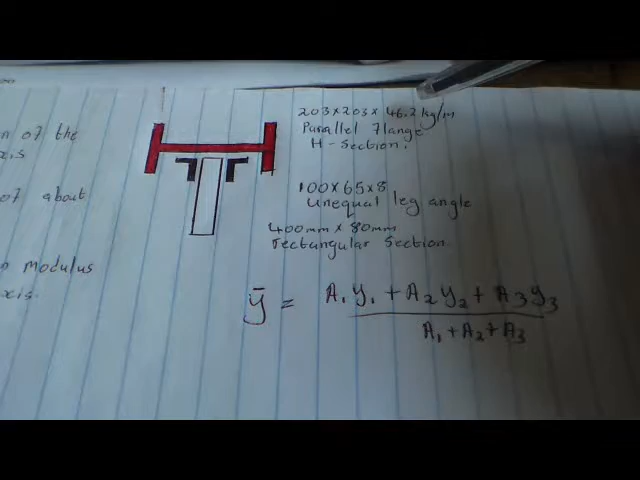 n of the
xis
of about
n modulus
xis.
203 x 203 x 46.2 kg/m
Parallel Flange
H - Section.
100 x 65 x 8
Unequal leg angle
400mm x 80mm
rectangular Section
ȳ = A₁y₁ + A₂y₂ + A₃y₃
A₁ + A₂ + A₃